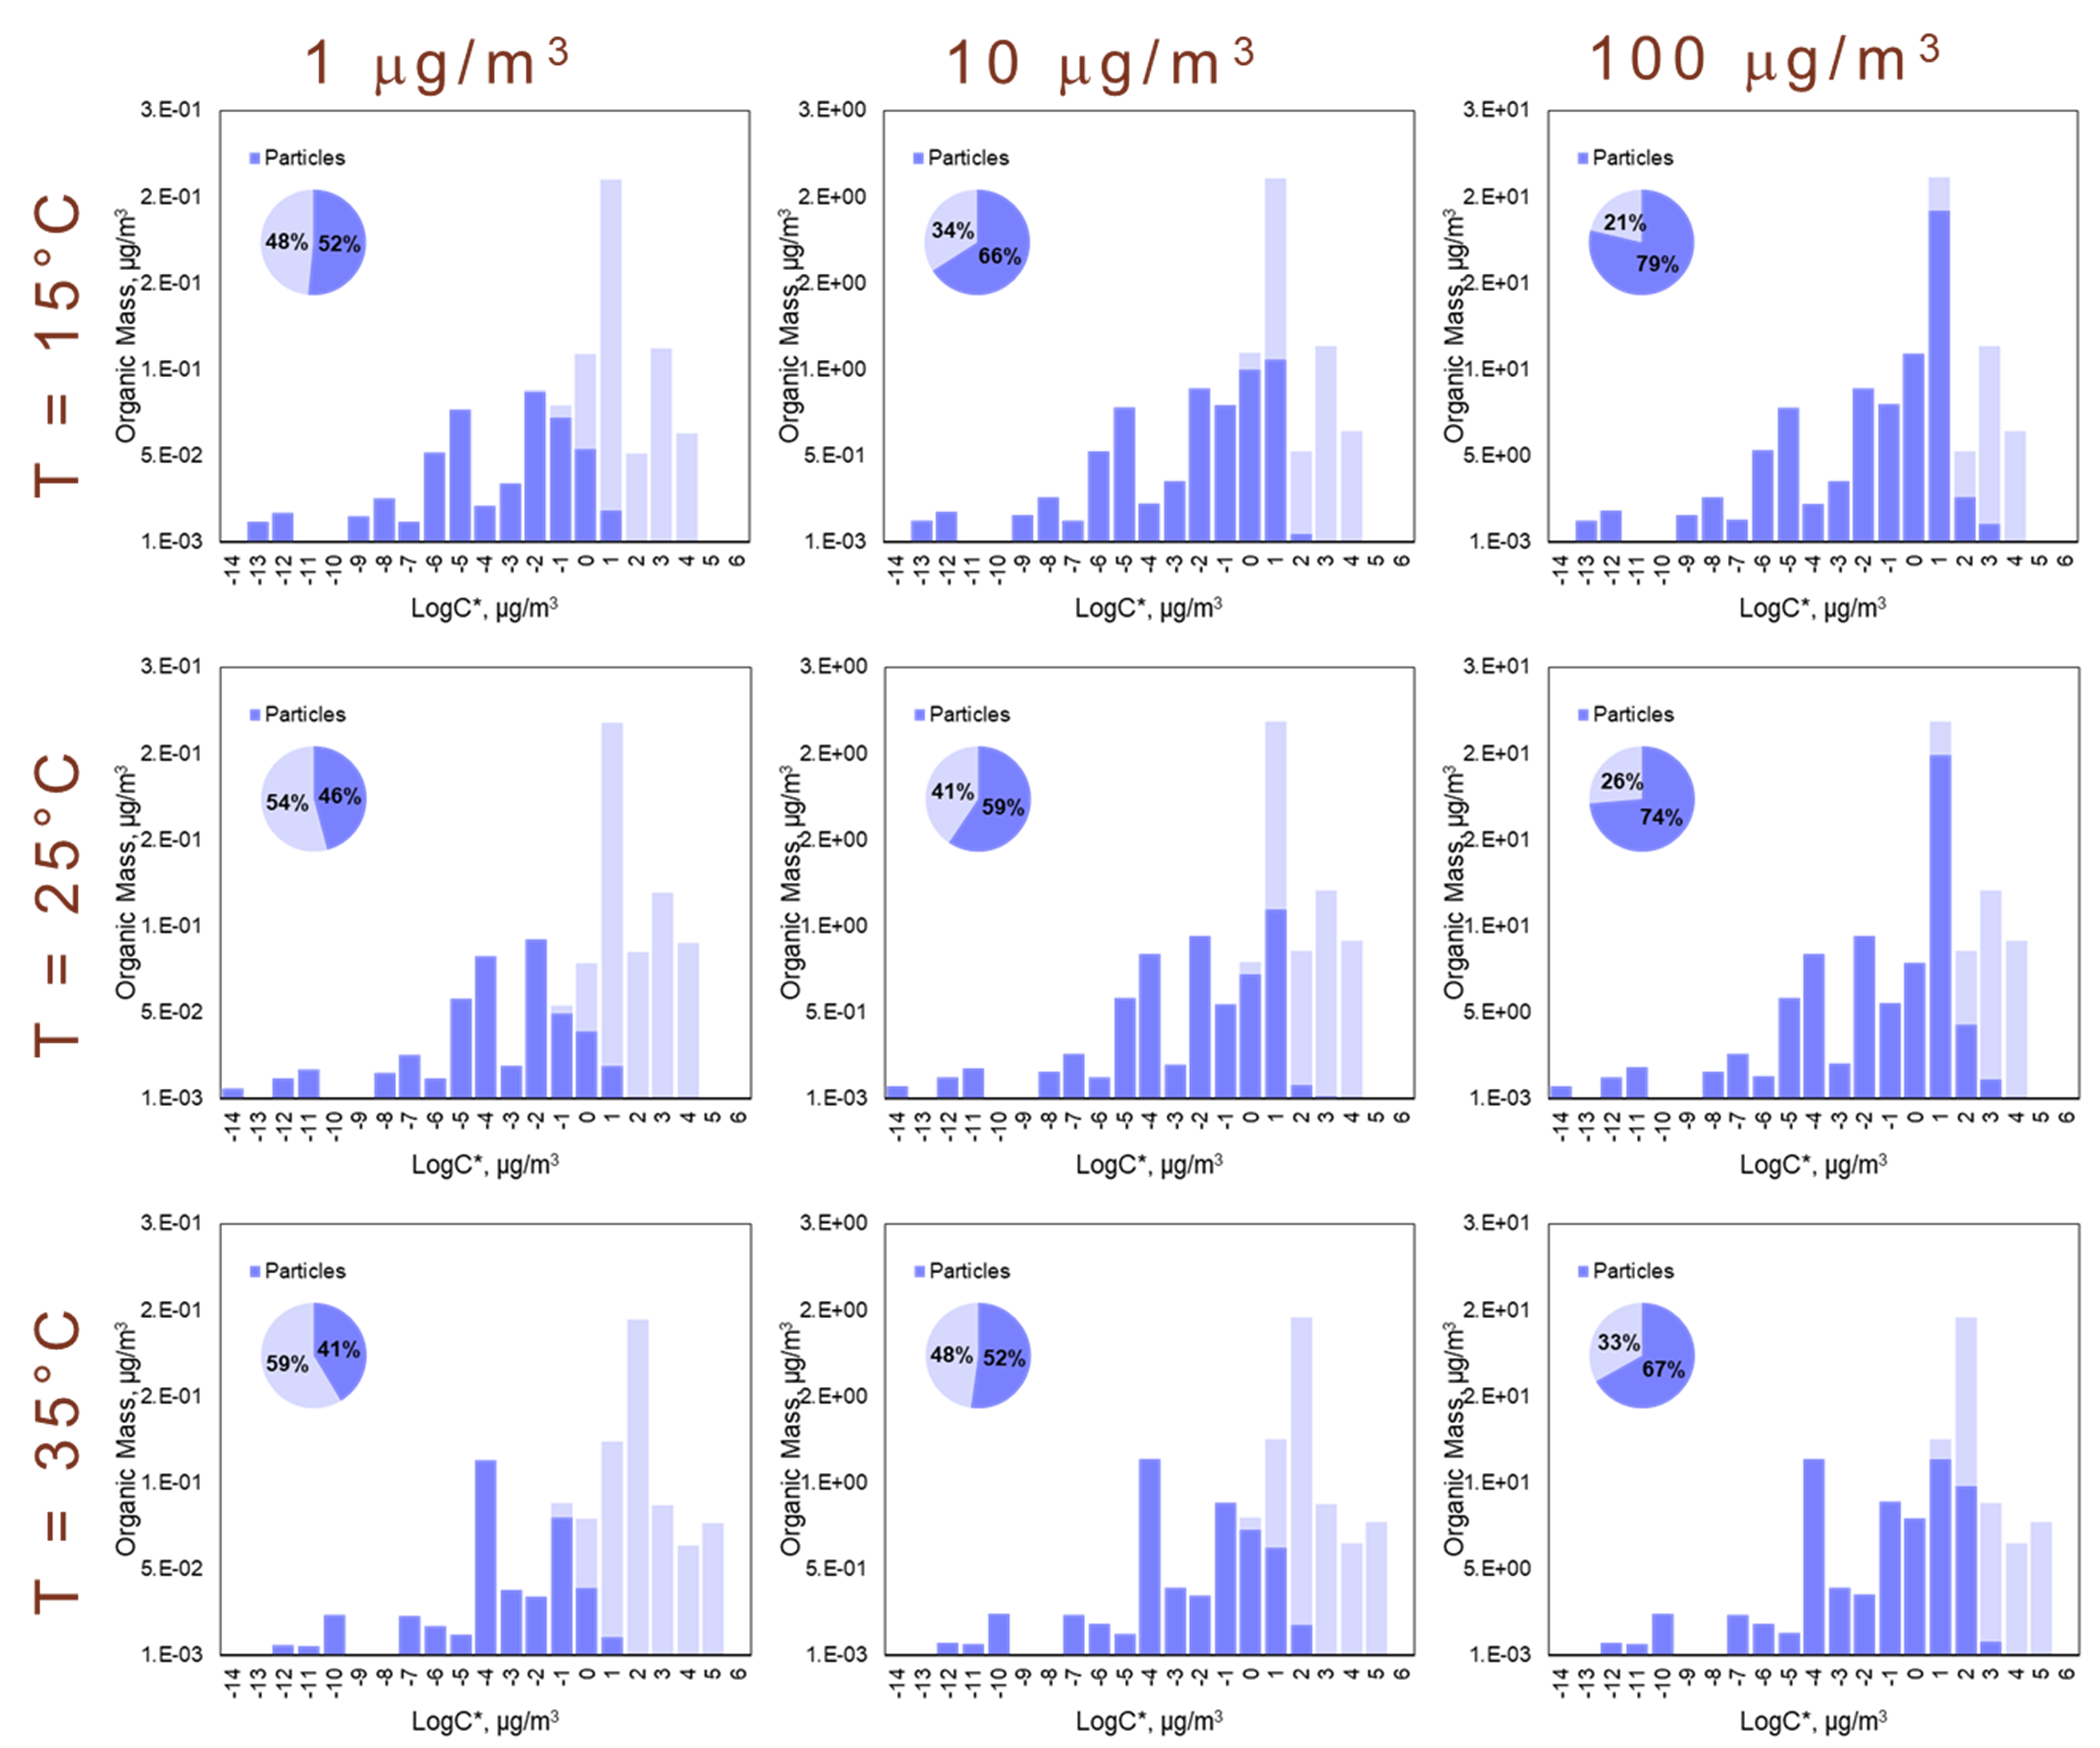 1 µg/m³
10 µg/m³
100 µg/m³
T = 15°C
3.E-01
2.E-01
2.E-01
1.E-01
5.E-02
1.E-03
Organic Mass, µg/m³
Particles
48%
52%
-14 -13 -12 -11 -10 -9 -8 -7 -6 -5 -4 -3 -2 -1 0 1 2 3 4 5 6
LogC*, µg/m³
3.E+00
2.E+00
2.E+00
1.E+00
5.E-01
1.E-03
Organic Mass, µg/m³
Particles
34%
66%
-14 -13 -12 -11 -10 -9 -8 -7 -6 -5 -4 -3 -2 -1 0 1 2 3 4 5 6
LogC*, µg/m³
3.E+01
2.E+01
2.E+01
1.E+01
5.E+00
1.E-03
Organic Mass, µg/m³
Particles
21%
79%
-14 -13 -12 -11 -10 -9 -8 -7 -6 -5 -4 -3 -2 -1 0 1 2 3 4 5 6
LogC*, µg/m³
T = 25°C
3.E-01
2.E-01
2.E-01
1.E-01
5.E-02
1.E-03
Organic Mass, µg/m³
Particles
54%
46%
-14 -13 -12 -11 -10 -9 -8 -7 -6 -5 -4 -3 -2 -1 0 1 2 3 4 5 6
LogC*, µg/m³
3.E+00
2.E+00
2.E+00
1.E+00
5.E-01
1.E-03
Organic Mass, µg/m³
Particles
41%
59%
-14 -13 -12 -11 -10 -9 -8 -7 -6 -5 -4 -3 -2 -1 0 1 2 3 4 5 6
LogC*, µg/m³
3.E+01
2.E+01
2.E+01
1.E+01
5.E+00
1.E-03
Organic Mass, µg/m³
Particles
26%
74%
-14 -13 -12 -11 -10 -9 -8 -7 -6 -5 -4 -3 -2 -1 0 1 2 3 4 5 6
LogC*, µg/m³
T = 35°C
3.E-01
2.E-01
2.E-01
1.E-01
5.E-02
1.E-03
Organic Mass, µg/m³
Particles
59%
41%
-14 -13 -12 -11 -10 -9 -8 -7 -6 -5 -4 -3 -2 -1 0 1 2 3 4 5 6
LogC*, µg/m³
3.E+00
2.E+00
2.E+00
1.E+00
5.E-01
1.E-03
Organic Mass, µg/m³
Particles
48%
52%
-14 -13 -12 -11 -10 -9 -8 -7 -6 -5 -4 -3 -2 -1 0 1 2 3 4 5 6
LogC*, µg/m³
3.E+01
2.E+01
2.E+01
1.E+01
5.E+00
1.E-03
Organic Mass, µg/m³
Particles
33%
67%
-14 -13 -12 -11 -10 -9 -8 -7 -6 -5 -4 -3 -2 -1 0 1 2 3 4 5 6
LogC*, µg/m³